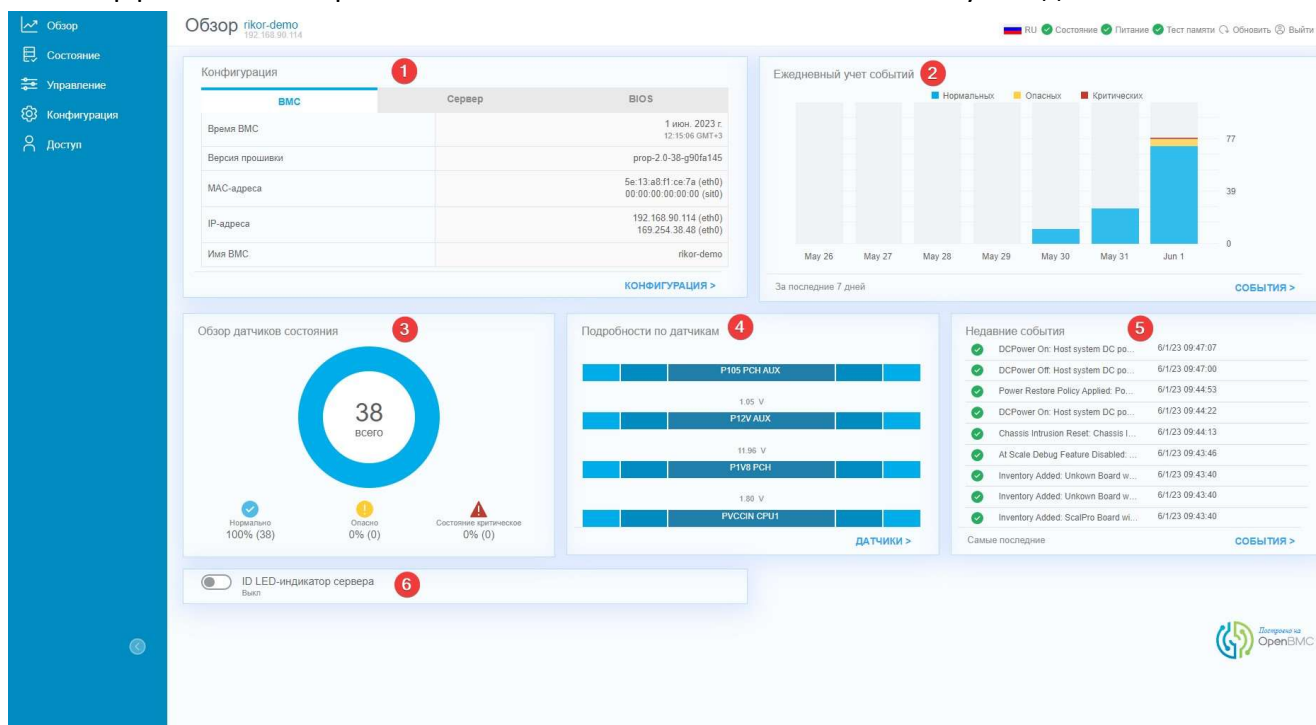 Обзор
Состояние
Управление
Конфигурация
Доступ
Обзор rikor-demo
192.168.90.114
RU Состояние Питание Тест памяти Обновить Выйти
Конфигурация 1
BMC Сервер BIOS
Время BMC 1 июн. 2023 г.
12:15:06 GMT+3
Версия прошивки prop-2.0-38-g90fa145
MAC-адреса 5e:13:a8:f1:ce:7a (eth0)
00:00:00:00:00:00 (sit0)
IP-адреса 192.168.90.114 (eth0)
169.254.38.48 (eth0)
Имя BMC rikor-demo
КОНФИГУРАЦИЯ >
Ежедневный учет событий 2
Нормальных Опасных Критических
77
39
0
May 26 May 27 May 28 May 29 May 30 May 31 Jun 1
За последние 7 дней СОБЫТИЯ >
Обзор датчиков состояния 3
38
всего
Нормально Опасно Состояние критическое
100% (38) 0% (0) 0% (0)
Подробности по датчикам 4
P105 PCH AUX
1.05 V
P12V AUX
11.96 V
P1V8 PCH
1.80 V
PVCCIN CPU1
ДАТЧИКИ >
Недавние события 5
DCPower On: Host system DC po... 6/1/23 09:47:07
DCPower Off: Host system DC po... 6/1/23 09:47:00
Power Restore Policy Applied: Po... 6/1/23 09:44:53
DCPower On: Host system DC po... 6/1/23 09:44:22
Chassis Intrusion Reset: Chassis I... 6/1/23 09:44:13
At Scale Debug Feature Disabled: ... 6/1/23 09:43:46
Inventory Added: Unkown Board w... 6/1/23 09:43:40
Inventory Added: Unkown Board w... 6/1/23 09:43:40
Inventory Added: ScalPro Board wi... 6/1/23 09:43:40
Самые последние СОБЫТИЯ >
ID LED-индикатор сервера 6
Выкл
Построено на
OpenBMC